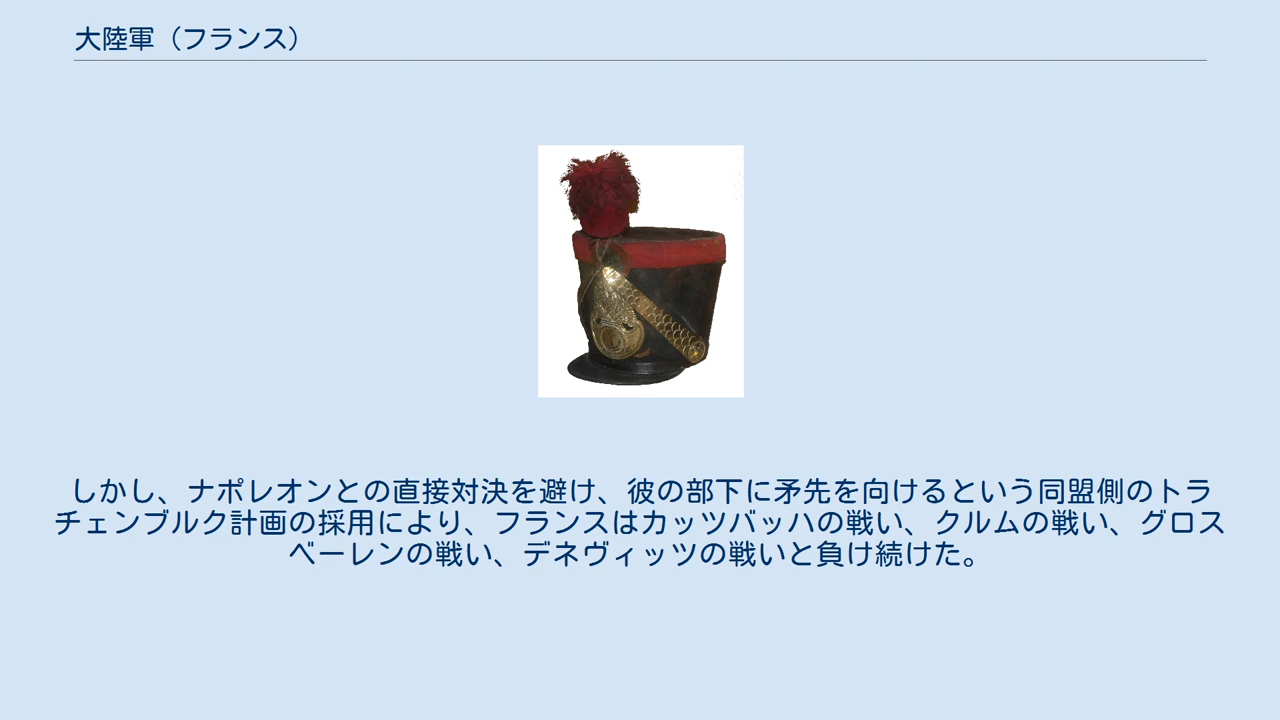 大陸軍（フランス）
しかし、ナポレオンとの直接対決を避け、彼の部下に矛先を向けるという同盟側のトラ
チェンブルク計画の採用により、フランスはカッツバッハの戦い、クルムの戦い、グロス
ベーレンの戦い、デネヴィッツの戦いと負け続けた。